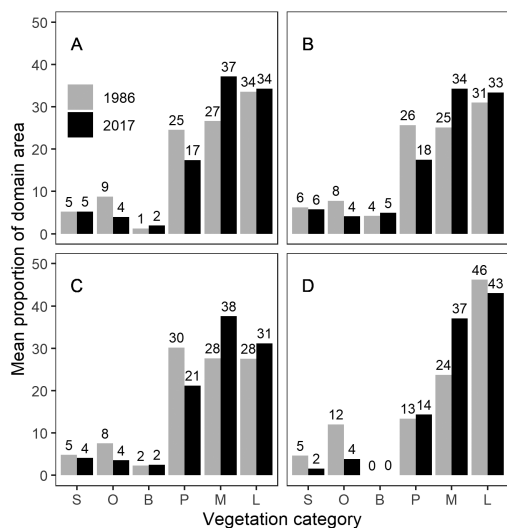 Mean proportion of domain area
A
B
1986
2017
50
40
30
20
10
0
5 5 9 4 1 2 25 17 27 37 34 34
6 6 8 4 4 5 26 18 25 34 31 33
C
D
50
40
30
20
10
0
5 4 8 4 2 2 30 21 28 38 28 31
5 2 12 4 0 0 13 14 24 37 46 43
S O B P M L
S O B P M L
Vegetation category